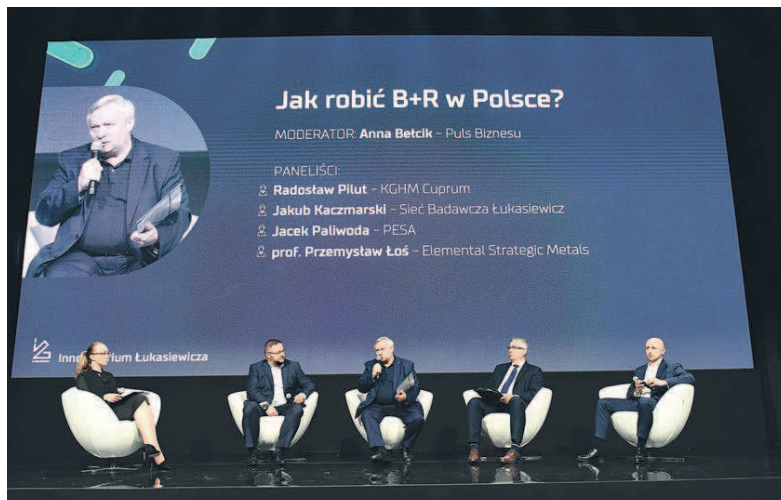 Jak robić B+R w Polsce?
MODERATOR: Anna Bełcik – Puls Biznesu
PANELIŚCI:
Radosław Pilut – KGHM Cuprum
Jakub Kaczmarski – Sieć Badawcza Łukasiewicz
Jacek Paliwoda – PESA
prof. Przemysław Łoś – Elemental Strategic Metals
Łukasiewicza